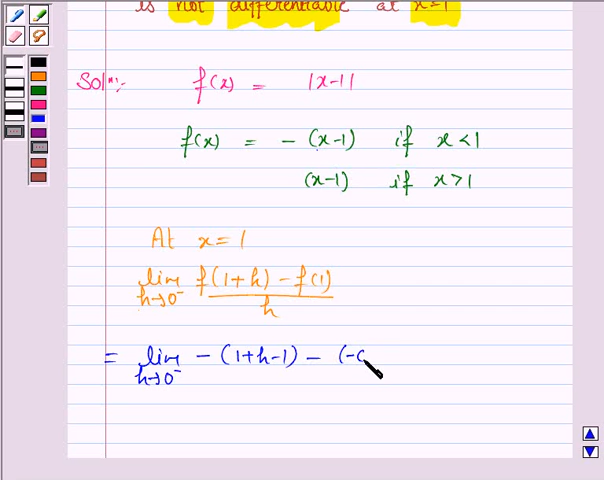 is not differentiable at x=1
Soln:- f(x) = |x-1|
f(x) = -(x-1) if x<1
(x-1) if x>1
At x=1
lim h→0⁻ f(1+h) - f(1) / h
= lim h→0⁻ -(1+h-1) - (-(